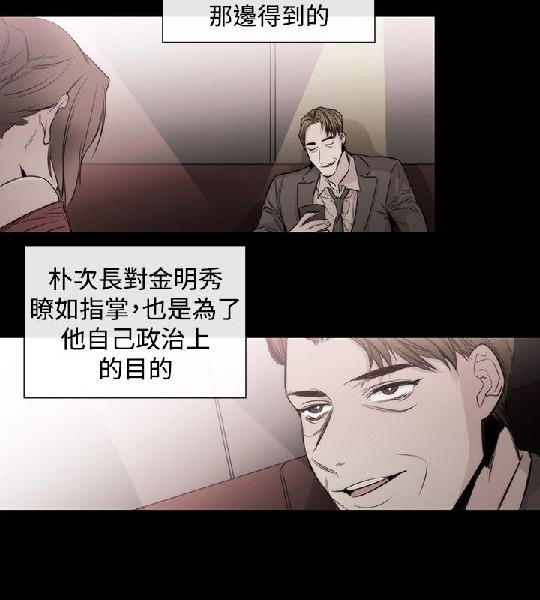 那邊得到的
朴次長對金明秀
瞭如指掌，也是為了
他自己政治上
的目的